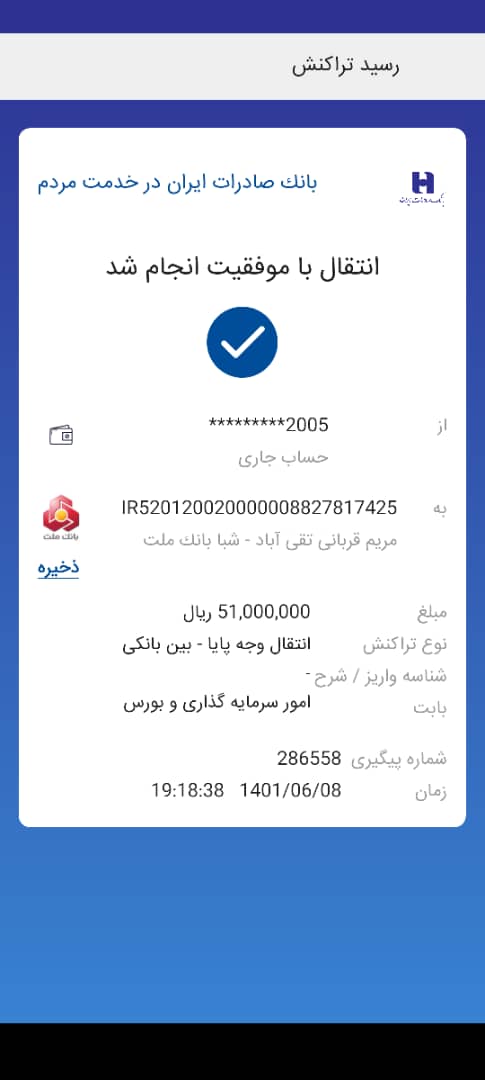 رسید تراکنش
بانك صادرات ایران در خدمت مردم
بانک صادرات ایران
انتقال با موفقیت انجام شد
از *********2005
حساب جاری
به IR520120020000008827817425
مریم قربانی تقی آباد - شبا بانك ملت
بانك ملت
ذخیره
مبلغ 51,000,000 ریال
نوع تراکنش انتقال وجه پایا - بین بانکی
شناسه واریز / شرح -
بابت امور سرمایه گذاری و بورس
شماره پیگیری 286558
زمان 1401/06/08 19:18:38